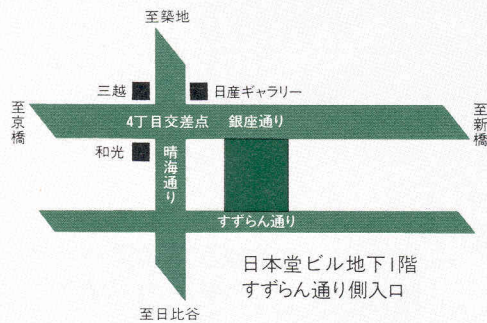 至築地
三越
日産ギャラリー
至京橋
4丁目交差点 銀座通り
至新橋
和光
晴海通り
すずらん通り
日本堂ビル地下1階
すずらん通り側入口
至日比谷